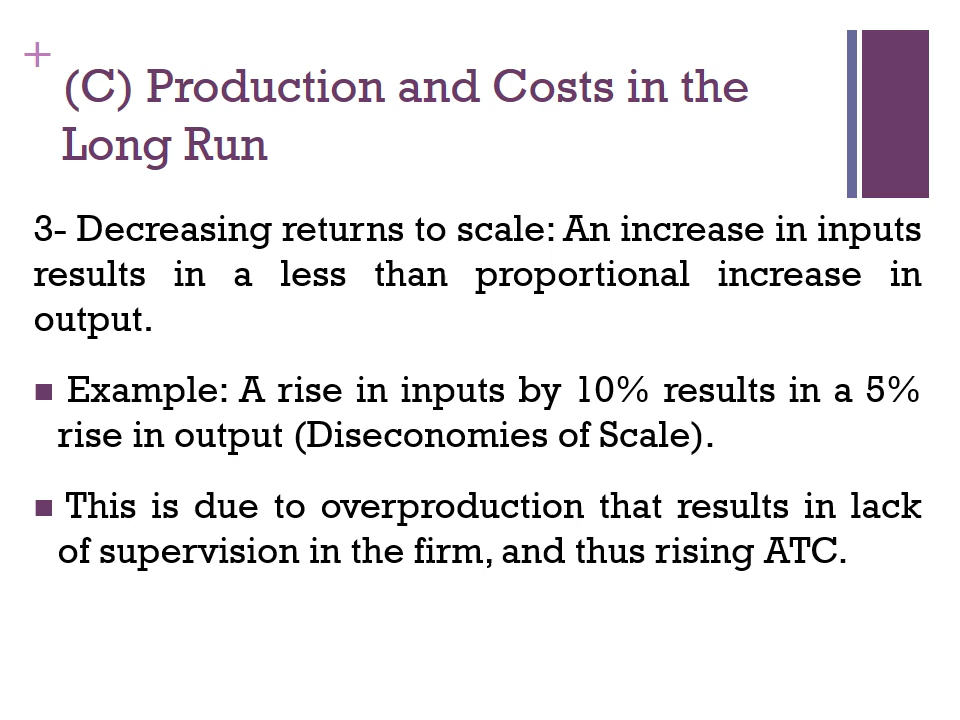 +
(C) Production and Costs in the
Long Run
3- Decreasing returns to scale: An increase in inputs
results in a less than proportional increase in
output.
■ Example: A rise in inputs by 10% results in a 5%
rise in output (Diseconomies of Scale).
■ This is due to overproduction that results in lack
of supervision in the firm, and thus rising ATC.